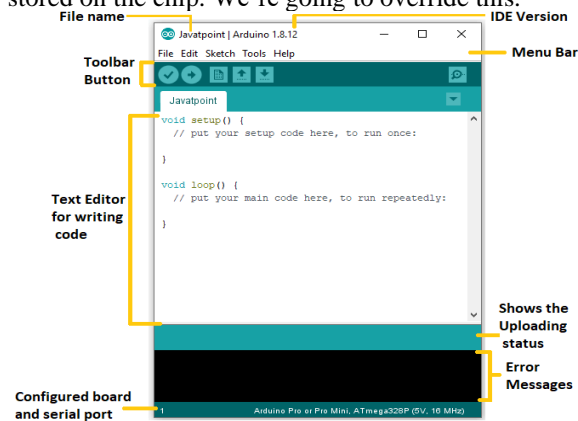 stored on the chip. We're going to override this.
File name
IDE Version
Javatpoint | Arduino 1.8.12
File Edit Sketch Tools Help
Menu Bar
Toolbar
Button
Javatpoint
void setup() {
// put your setup code here, to run once:
}
void loop() {
// put your main code here, to run repeatedly:
}
Text Editor
for writing
code
Shows the
Uploading
status
Error
Messages
Configured board
and serial port
1
Arduino Pro or Pro Mini, ATmega328P (5V, 16 MHz)